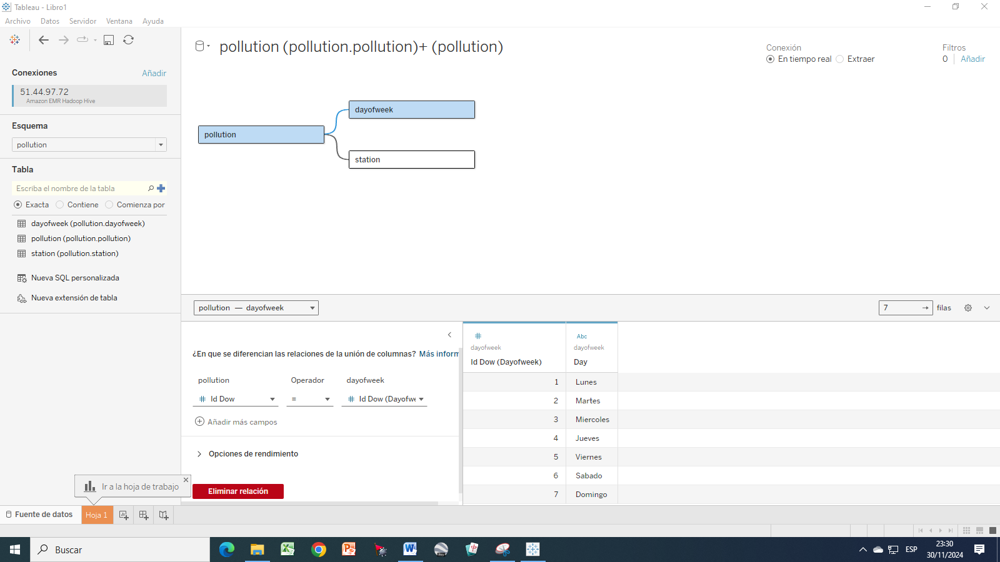 Tableau - Libro1
Archivo Datos Servidor Ventana Ayuda
pollution (pollution.pollution)+ (pollution)
Conexión
En tiempo real Extraer
Filtros
0 Añadir
Conexiones Añadir
51.44.97.72
Amazon EMR Hadoop Hive
Esquema
pollution
Tabla
Escriba el nombre de la tabla
Exacta Contiene Comienza por
dayofweek (pollution.dayofweek)
pollution (pollution.pollution)
station (pollution.station)
Nueva SQL personalizada
Nueva extensión de tabla
dayofweek
pollution
station
pollution — dayofweek
7 filas
¿En que se diferencian las relaciones de la unión de columnas? Más inform
pollution Operador dayofweek
# Id Dow = # Id Dow (Dayofwe
Añadir más campos
Opciones de rendimiento
Eliminar relación
# Abc
dayofweek dayofweek
Id Dow (Dayofweek) Day
1 Lunes
2 Martes
3 Miercoles
4 Jueves
5 Viernes
6 Sabado
7 Domingo
Ir a la hoja de trabajo
Fuente de datos Hoja 1
Buscar
ESP
23:30
30/11/2024